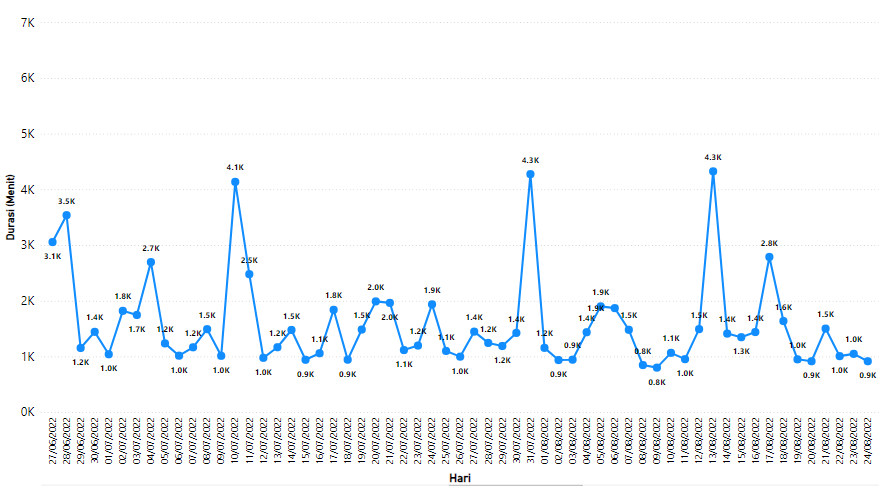 7K
6K
5K
4K
3K
2K
1K
0K
Durasi (Menit)
3.1K
3.5K
1.2K
1.4K
1.0K
1.8K
1.7K
2.7K
1.2K
1.0K
1.2K
1.5K
1.0K
4.1K
2.5K
1.0K
1.2K
1.5K
0.9K
1.1K
1.8K
0.9K
1.5K
2.0K
2.0K
1.1K
1.2K
1.9K
1.1K
1.0K
1.4K
1.2K
1.2K
1.4K
4.3K
1.2K
0.9K
0.9K
1.4K
1.9K
1.9K
1.5K
0.8K
0.8K
1.1K
1.0K
1.5K
4.3K
1.4K
1.3K
1.4K
2.8K
1.6K
1.0K
0.9K
1.5K
1.0K
1.0K
0.9K
27/06/2022
28/06/2022
29/06/2022
30/06/2022
01/07/2022
02/07/2022
03/07/2022
04/07/2022
05/07/2022
06/07/2022
07/07/2022
08/07/2022
09/07/2022
10/07/2022
11/07/2022
12/07/2022
13/07/2022
14/07/2022
15/07/2022
16/07/2022
17/07/2022
18/07/2022
19/07/2022
20/07/2022
21/07/2022
22/07/2022
23/07/2022
24/07/2022
25/07/2022
26/07/2022
27/07/2022
28/07/2022
29/07/2022
30/07/2022
31/07/2022
01/08/2022
02/08/2022
03/08/2022
04/08/2022
05/08/2022
06/08/2022
07/08/2022
08/08/2022
09/08/2022
10/08/2022
11/08/2022
12/08/2022
13/08/2022
14/08/2022
15/08/2022
16/08/2022
17/08/2022
18/08/2022
19/08/2022
20/08/2022
21/08/2022
22/08/2022
23/08/2022
24/08/2022
Hari